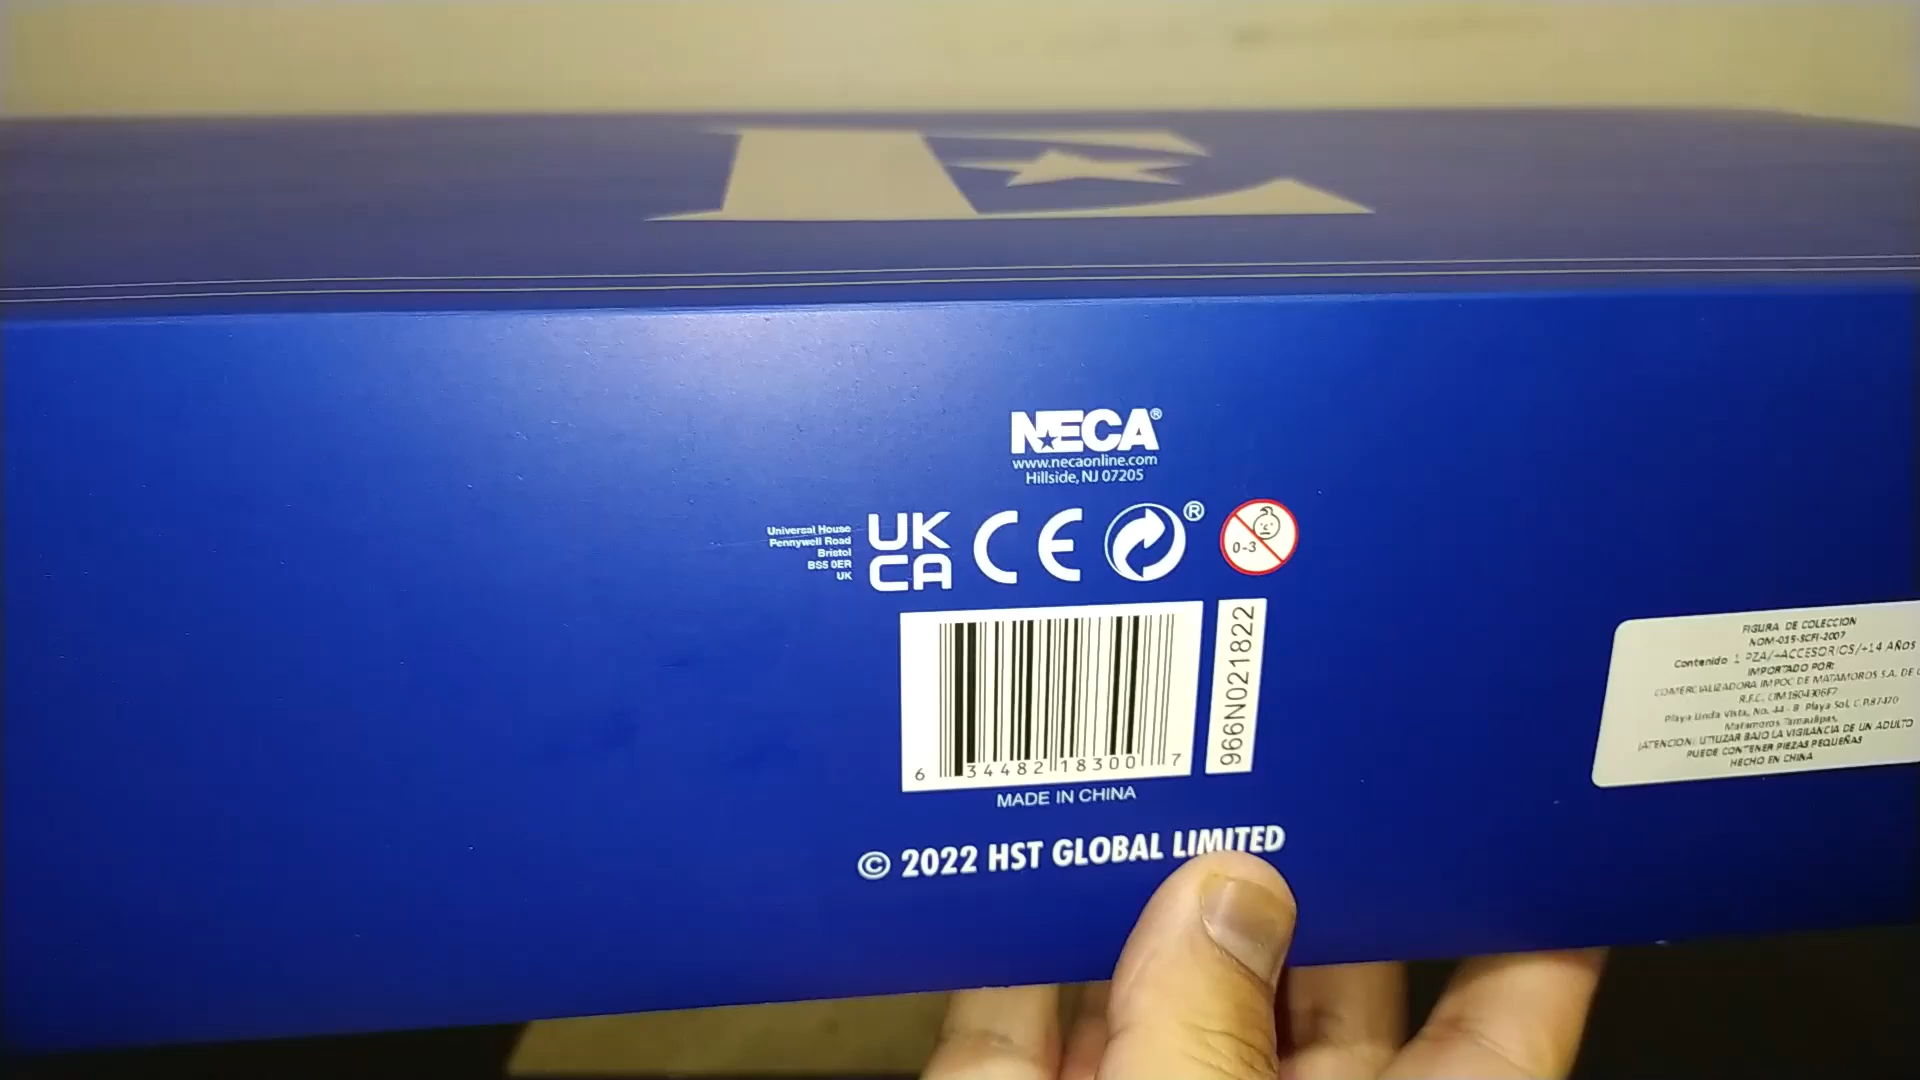 NECA®
www.necaonline.com
Hillside, NJ 07205
Universal House
Pennywell Road
Bristol
BS5 0ER
UK
UK
CA
CE
®
0-3
6 34482 18300 7
966N021822
MADE IN CHINA
© 2022 HST GLOBAL LIMITED
FIGURA DE COLECCION
NOM-015-SCFI-2007
Contenido 1 PZA/+ACCESORIOS/+14 AÑOS
IMPORTADO POR:
COMERCIALIZADORA IMPOC DE MATAMOROS S.A. DE
R.F.C.
Playa Linda Vista, No. 44 - B Playa Sol, C.P.87470
Matamoros Tamaulipas,
¡ATENCION! UTILIZAR BAJO LA VIGILANCIA DE UN ADULTO
PUEDE CONTENER PIEZAS PEQUEÑAS
HECHO EN CHINA